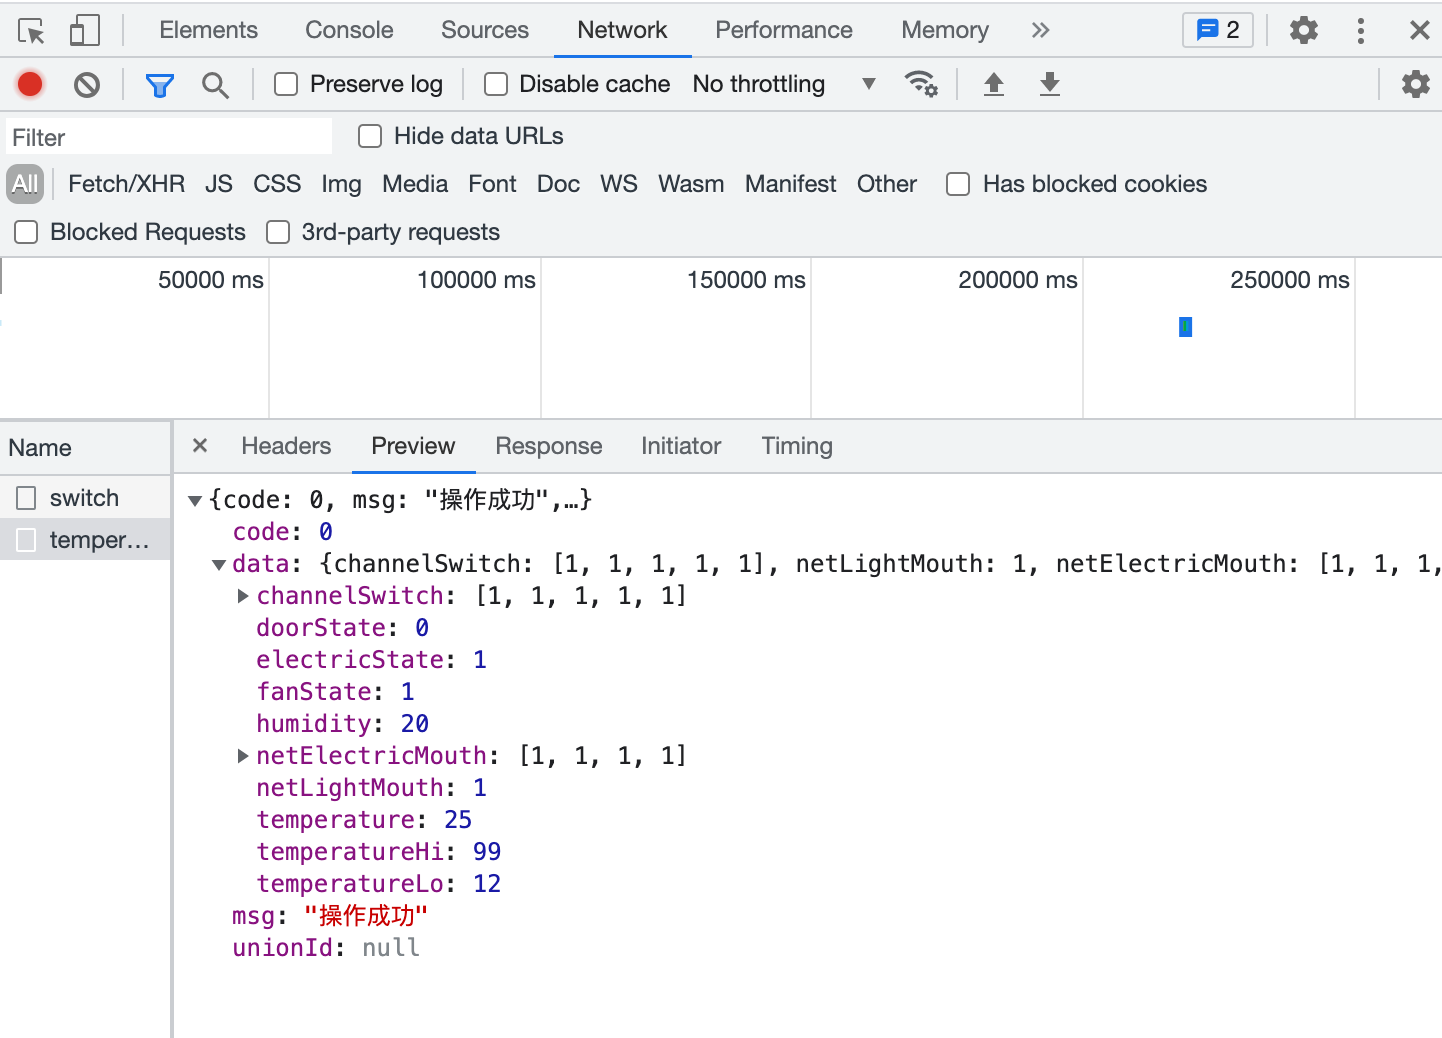 Elements Console Sources Network Performance Memory 2
Preserve log Disable cache No throttling
Filter Hide data URLs
All Fetch/XHR JS CSS Img Media Font Doc WS Wasm Manifest Other Has blocked cookies
Blocked Requests 3rd-party requests
50000 ms 100000 ms 150000 ms 200000 ms 250000 ms
Name Headers Preview Response Initiator Timing
switch
temper...
{code: 0, msg: "操作成功",…}
code: 0
data: {channelSwitch: [1, 1, 1, 1, 1], netLightMouth: 1, netElectricMouth: [1, 1, 1,
channelSwitch: [1, 1, 1, 1, 1]
doorState: 0
electricState: 1
fanState: 1
humidity: 20
netElectricMouth: [1, 1, 1, 1]
netLightMouth: 1
temperature: 25
temperatureHi: 99
temperatureLo: 12
msg: "操作成功"
unionId: null